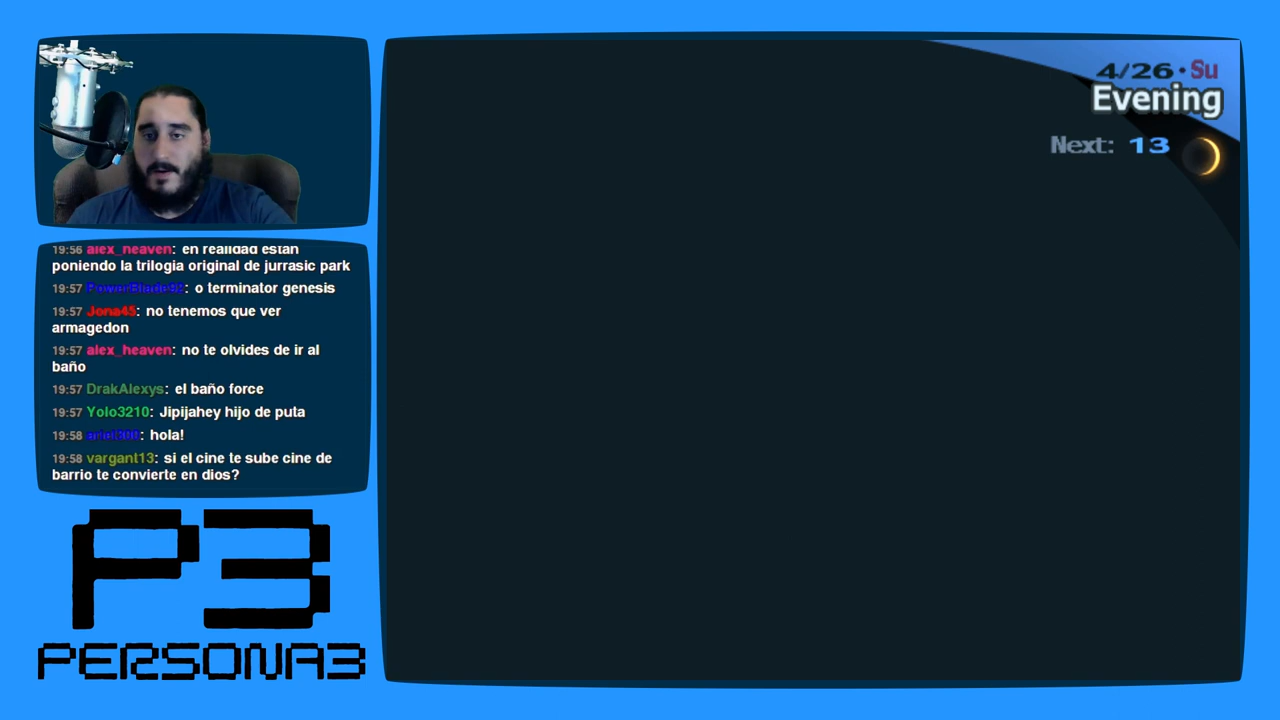 4/26 · Su
Evening
Next: 13
19:56 alex_heaven: en realidad estan
poniendo la trilogia original de jurrasic park
19:57 PowerBlade92: o terminator genesis
19:57 Jona45: no tenemos que ver
armagedon
19:57 alex_heaven: no te olvides de ir al
baño
19:57 DrakAlexys: el baño force
19:57 Yolo3210: Jipijahey hijo de puta
19:58 : hola!
19:58 vargant13: si el cine te sube cine de
barrio te convierte en dios?
P3
PERSONA3